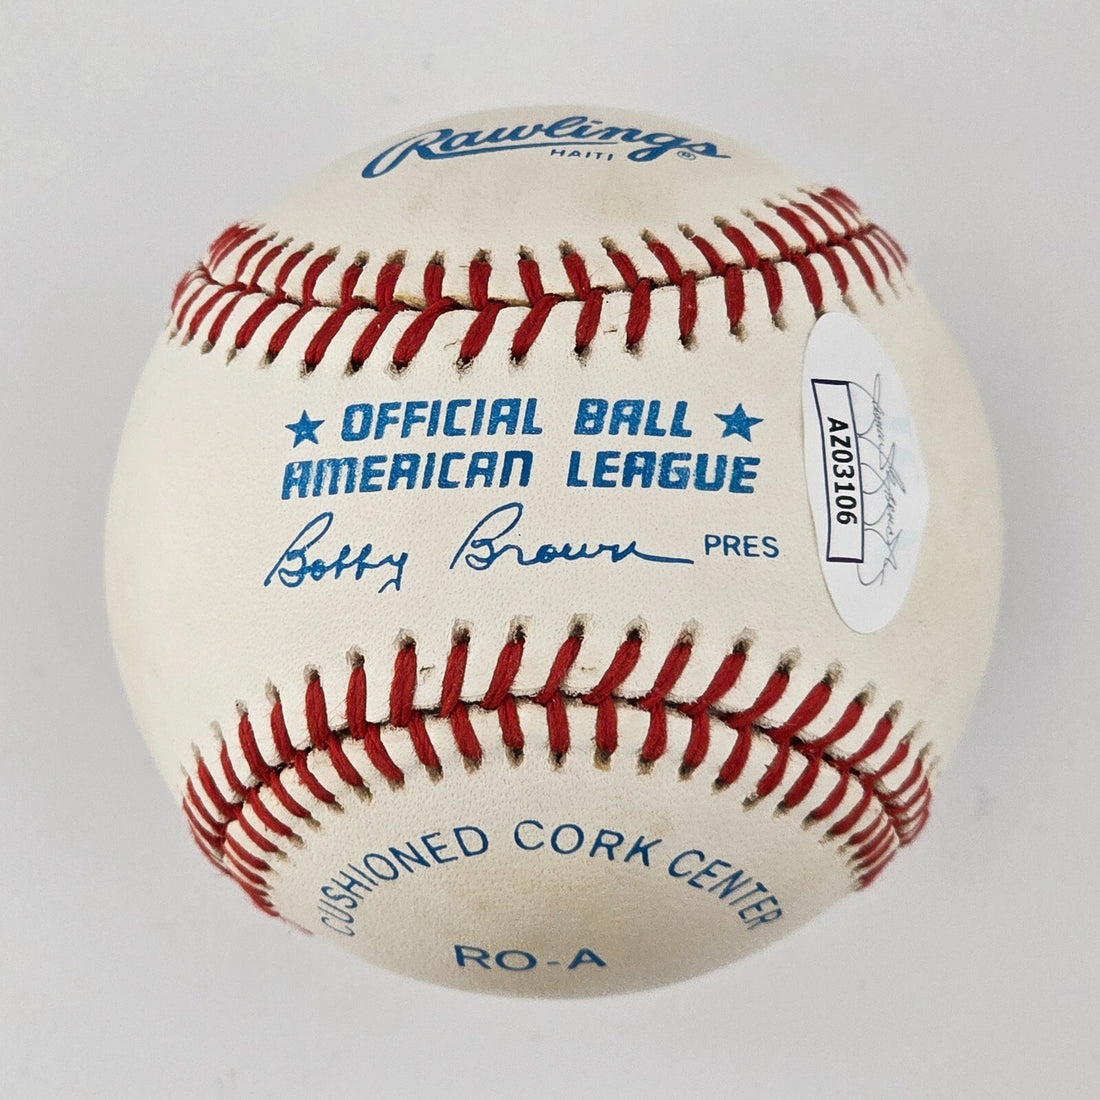 Rawlings®
HAITI
★ OFFICIAL BALL ★
AMERICAN LEAGUE
Bobby Brown PRES
AZ03106
CUSHIONED CORK CENTER
RO-A